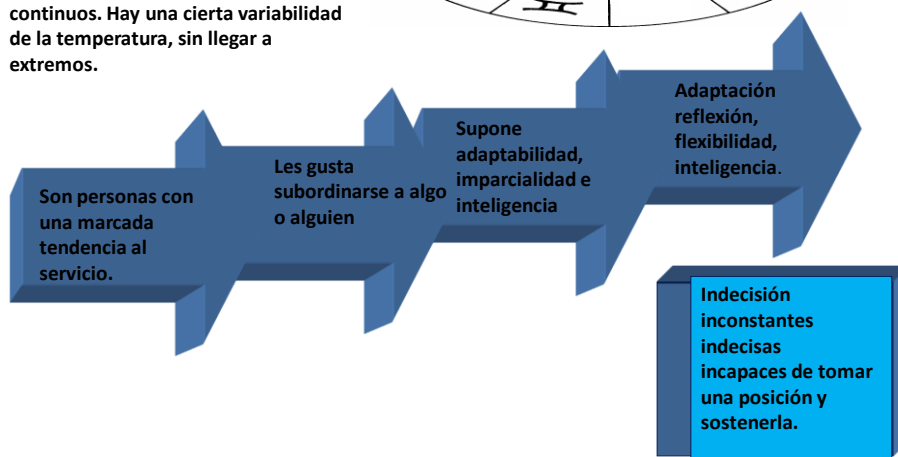 continuos. Hay una cierta variabilidad
de la temperatura, sin llegar a
extremos.
Son personas con
una marcada
tendencia al
servicio.
Les gusta
subordinarse a algo
o alguien
Supone
adaptabilidad,
imparcialidad e
inteligencia
Adaptación
reflexión,
flexibilidad,
inteligencia.
Indecisión
inconstantes
indecisas
incapaces de tomar
una posición y
sostenerla.